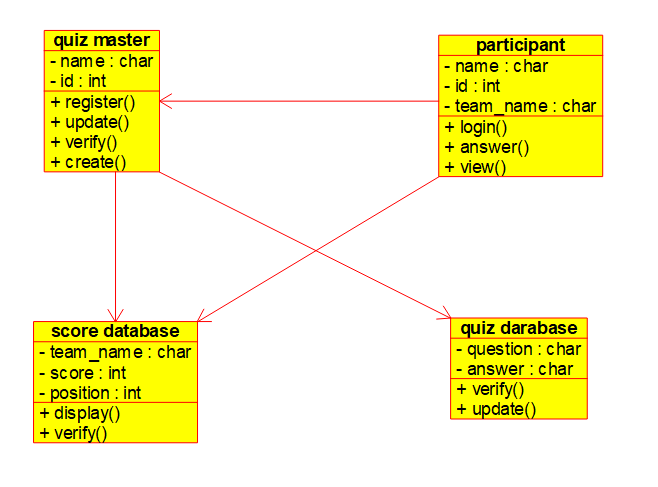 quiz master
- name : char
- id : int
+ register()
+ update()
+ verify()
+ create()
participant
- name : char
- id : int
- team_name : char
+ login()
+ answer()
+ view()
score database
- team_name : char
- score : int
- position : int
+ display()
+ verify()
quiz darabase
- question : char
- answer : char
+ verify()
+ update()